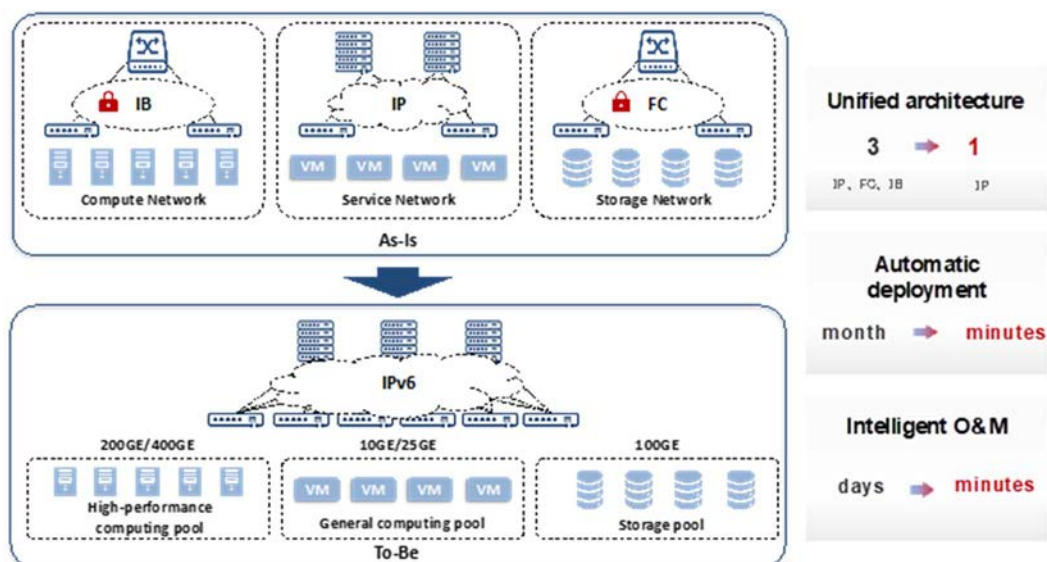 IB
IP
FC
VM VM VM VM
Compute Network
Service Network
Storage Network
As-Is
IPv6
200GE/400GE
10GE/25GE
100GE
VM VM VM VM
High-performance
computing pool
General computing pool
Storage pool
To-Be
Unified architecture
3
1
IP、FC、IB
IP
Automatic
deployment
month
minutes
Intelligent O&M
days
minutes